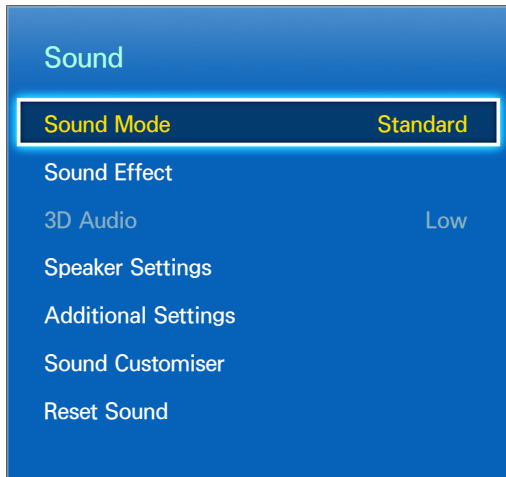 Sound
Sound Mode Standard
Sound Effect
3D Audio Low
Speaker Settings
Additional Settings
Sound Customiser
Reset Sound